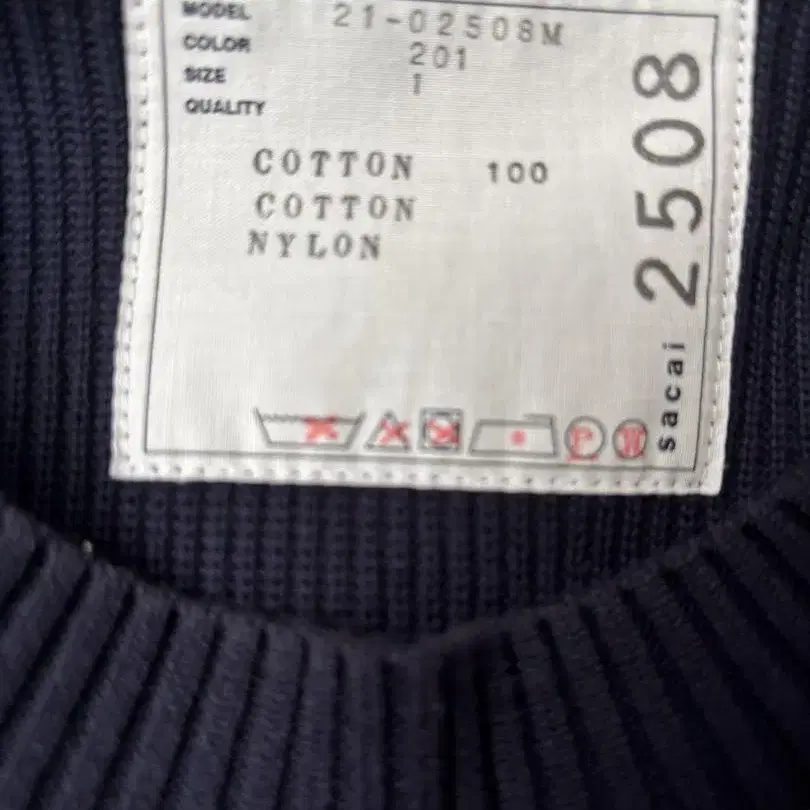 MODEL 21-02508M
COLOR 201
SIZE 1
QUALITY
COTTON 100
COTTON
NYLON
sacai 2508
P
W